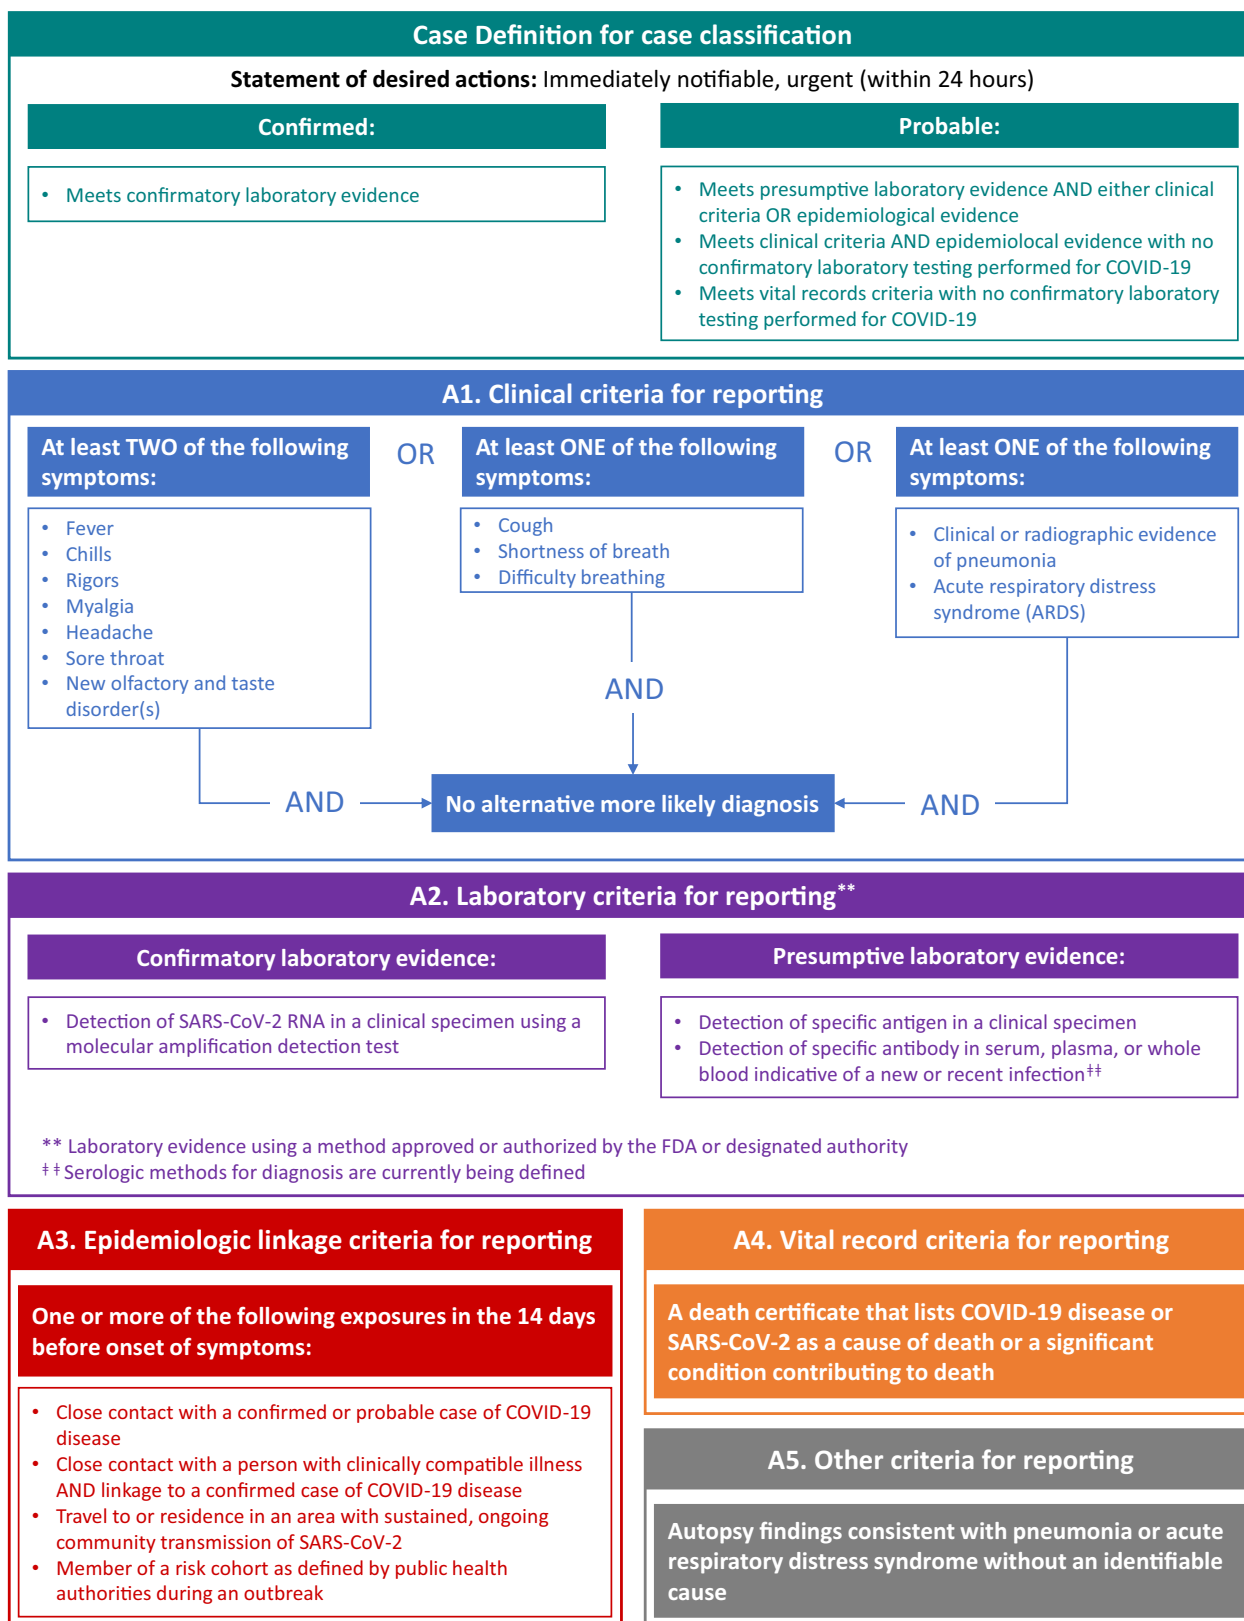 Case Definition for case classification
Statement of desired actions: Immediately notifiable, urgent (within 24 hours)
Confirmed:
• Meets confirmatory laboratory evidence
Probable:
• Meets presumptive laboratory evidence AND either clinical
criteria OR epidemiological evidence
• Meets clinical criteria AND epidemiolocal evidence with no
confirmatory laboratory testing performed for COVID-19
• Meets vital records criteria with no confirmatory laboratory
testing performed for COVID-19
A1. Clinical criteria for reporting
At least TWO of the following
symptoms:
• Fever
• Chills
• Rigors
• Myalgia
• Headache
• Sore throat
• New olfactory and taste
disorder(s)
OR
At least ONE of the following
symptoms:
• Cough
• Shortness of breath
• Difficulty breathing
OR
At least ONE of the following
symptoms:
• Clinical or radiographic evidence
of pneumonia
• Acute respiratory distress
syndrome (ARDS)
AND
AND
No alternative more likely diagnosis
AND
A2. Laboratory criteria for reporting**
Confirmatory laboratory evidence:
• Detection of SARS-CoV-2 RNA in a clinical specimen using a
molecular amplification detection test
Presumptive laboratory evidence:
• Detection of specific antigen in a clinical specimen
• Detection of specific antibody in serum, plasma, or whole
blood indicative of a new or recent infection‡‡
** Laboratory evidence using a method approved or authorized by the FDA or designated authority
‡‡ Serologic methods for diagnosis are currently being defined
A3. Epidemiologic linkage criteria for reporting
One or more of the following exposures in the 14 days
before onset of symptoms:
• Close contact with a confirmed or probable case of COVID-19
disease
• Close contact with a person with clinically compatible illness
AND linkage to a confirmed case of COVID-19 disease
• Travel to or residence in an area with sustained, ongoing
community transmission of SARS-CoV-2
• Member of a risk cohort as defined by public health
authorities during an outbreak
A4. Vital record criteria for reporting
A death certificate that lists COVID-19 disease or
SARS-CoV-2 as a cause of death or a significant
condition contributing to death
A5. Other criteria for reporting
Autopsy findings consistent with pneumonia or acute
respiratory distress syndrome without an identifiable
cause